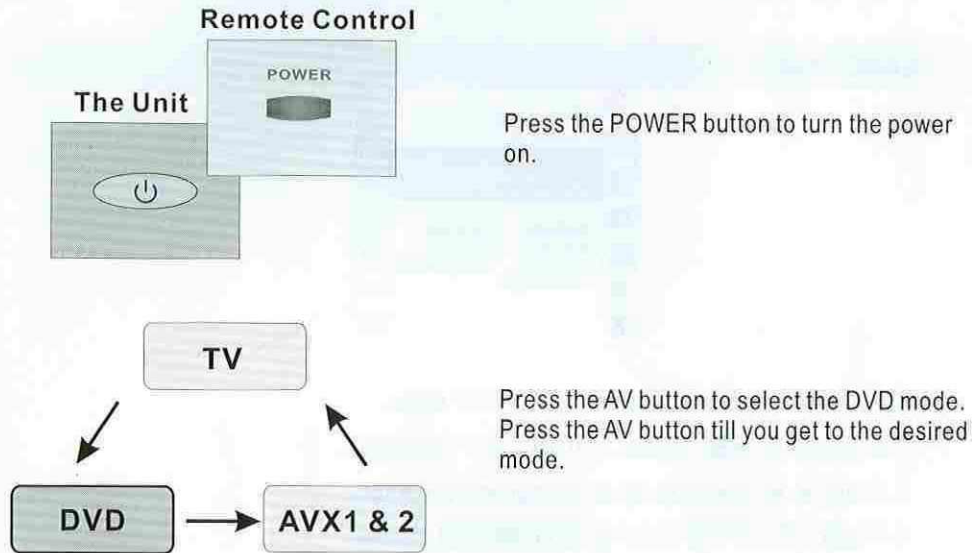 Remote Control
POWER
The Unit
Press the POWER button to turn the power
on.
TV
Press the AV button to select the DVD mode.
Press the AV button till you get to the desired
mode.
DVD
AVX1 & 2